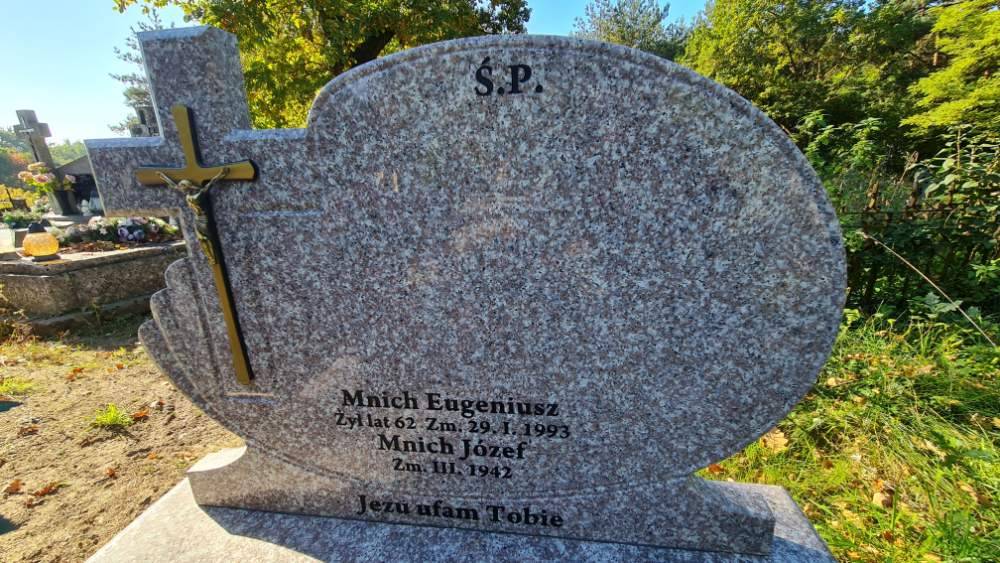 Ś.P.
Mnich Eugeniusz
Żył lat 62 Zm. 29. I. 1993
Mnich Józef
Zm. III. 1942
Jezu ufam Tobie